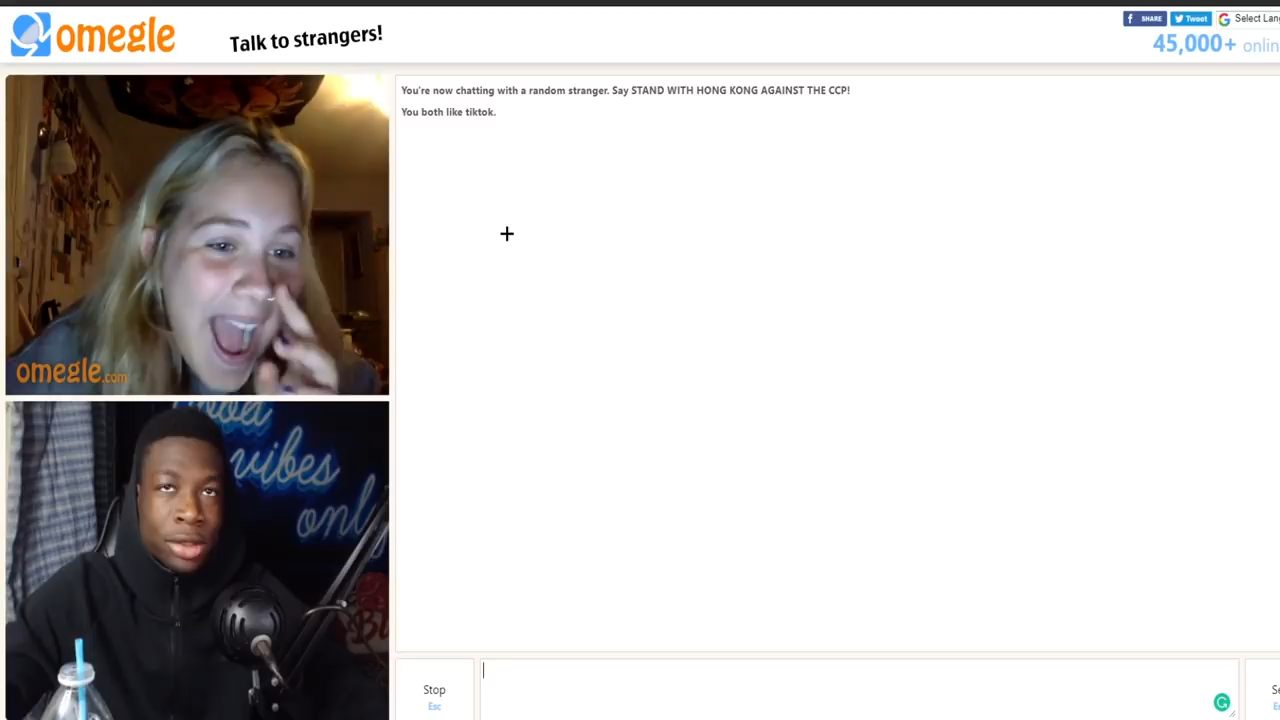 omegle
Talk to strangers!
SHARE
Tweet
Select Lang
45,000+ onlin
You're now chatting with a random stranger. Say STAND WITH HONG KONG AGAINST THE CCP!
You both like tiktok.
omegle.com
vibes
only
Stop
Esc